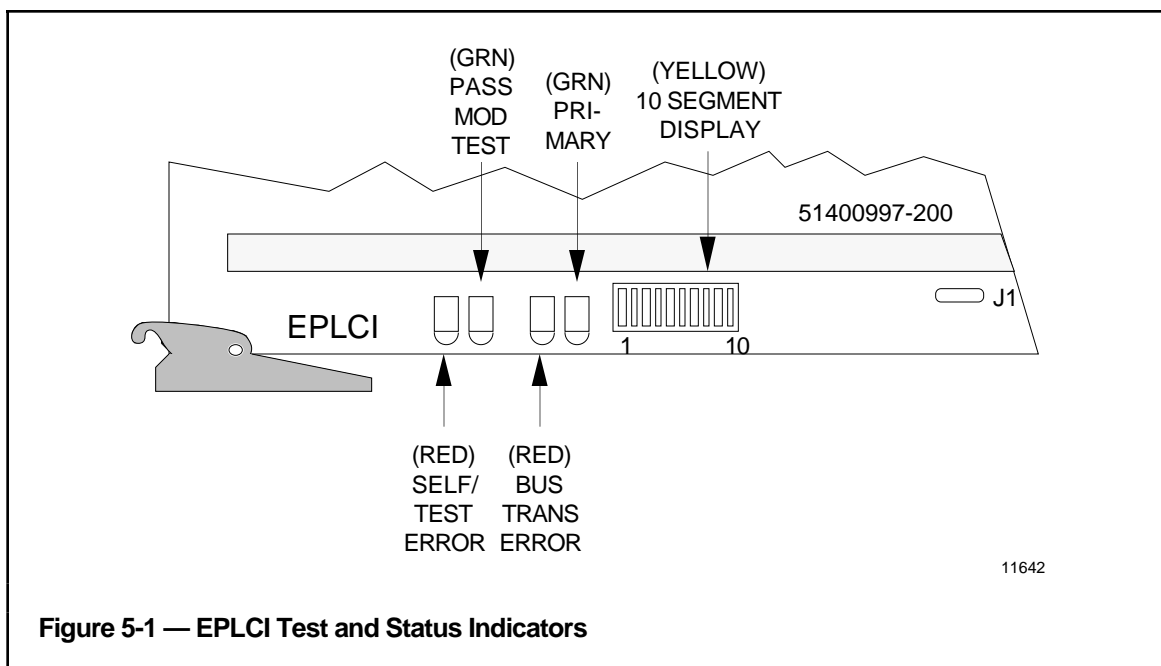 (GRN)
PASS
MOD
TEST
(GRN)
PRI-
MARY
(YELLOW)
10 SEGMENT
DISPLAY
51400997-200
J1
EPLCI
1
10
(RED)
SELF/
TEST
ERROR
(RED)
BUS
TRANS
ERROR
11642
Figure 5-1 — EPLCI Test and Status Indicators